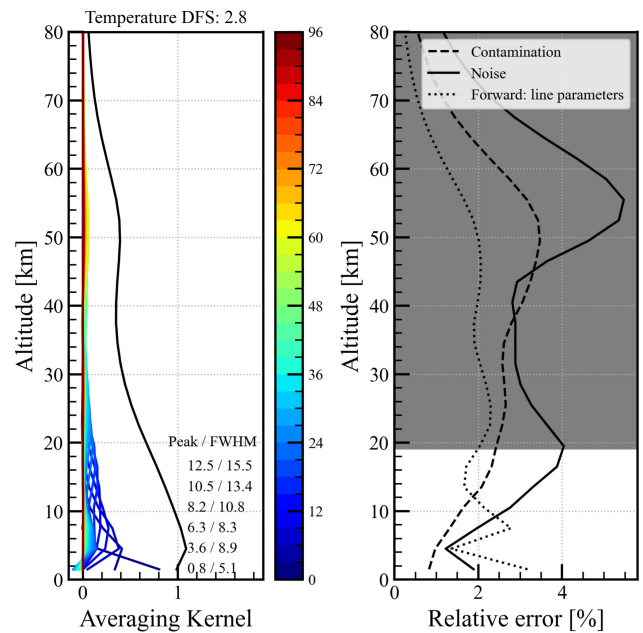 Temperature DFS: 2.8
80
70
60
50
40
30
20
10
0
Altitude [km]
Peak / FWHM
12.5 / 15.5
10.5 / 13.4
8.2 / 10.8
6.3 / 8.3
3.6 / 8.9
0.8 / 5.1
0 1
Averaging Kernel
96
84
72
60
48
36
24
12
0
80
70
60
50
40
30
20
10
0
Altitude [km]
Contamination
Noise
Forward: line parameters
0 2 4
Relative error [%]